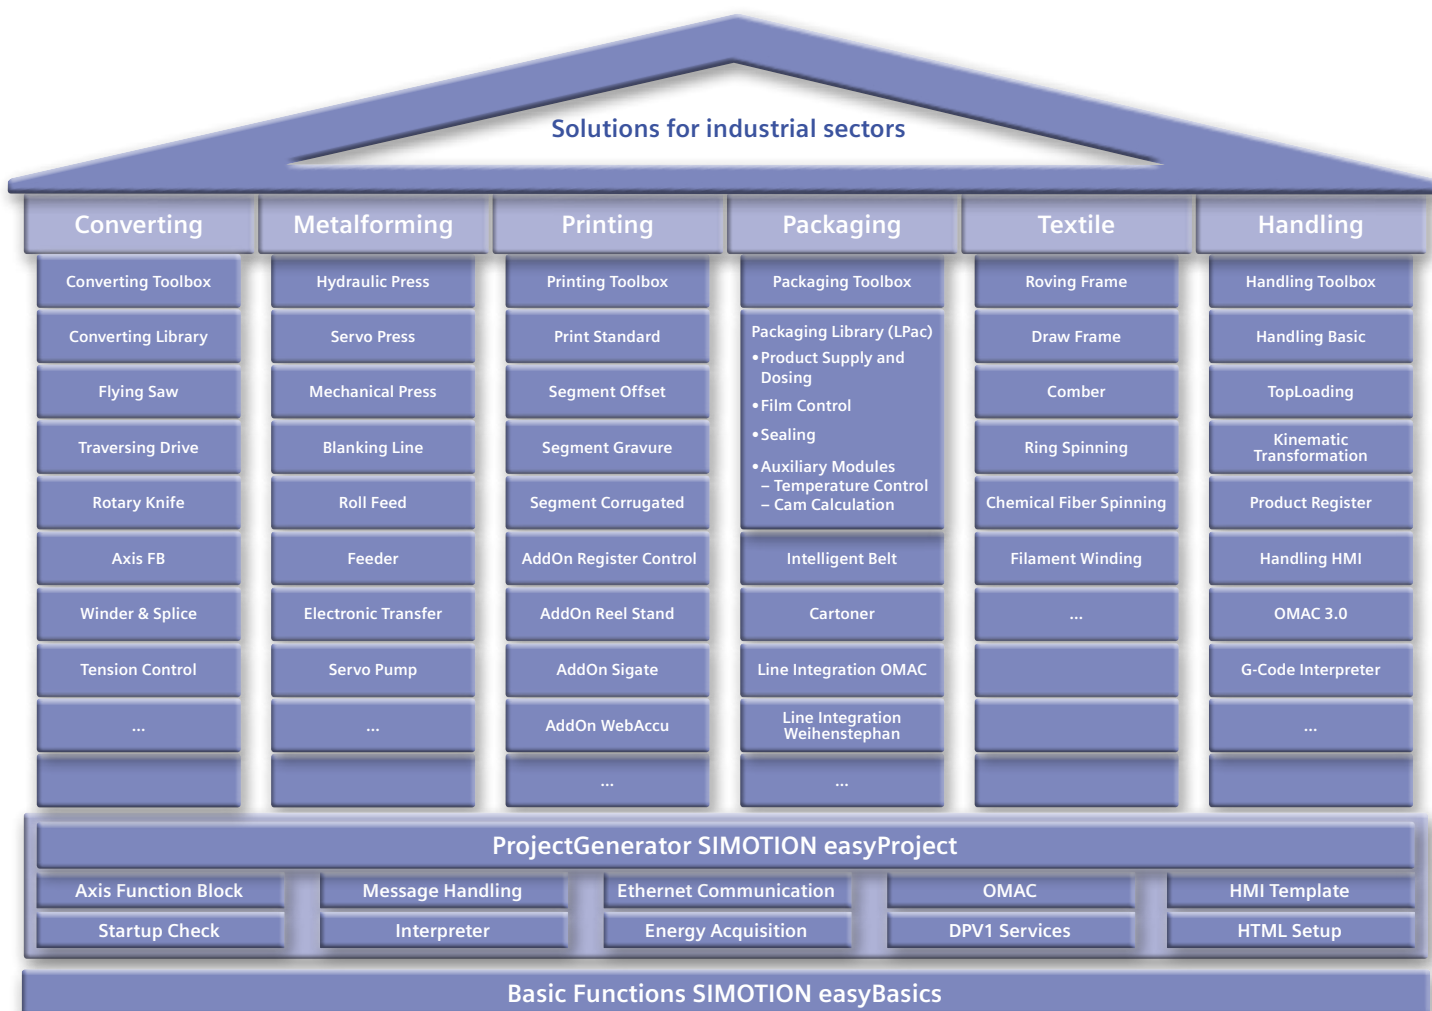 Solutions for industrial sectors
Converting
Metalforming
Printing
Packaging
Textile
Handling
Converting Toolbox
Converting Library
Flying Saw
Traversing Drive
Rotary Knife
Axis FB
Winder & Splice
Tension Control
...
Hydraulic Press
Servo Press
Mechanical Press
Blanking Line
Roll Feed
Feeder
Electronic Transfer
Servo Pump
...
Printing Toolbox
Print Standard
Segment Offset
Segment Gravure
Segment Corrugated
AddOn Register Control
AddOn Reel Stand
AddOn Sigate
AddOn WebAccu
...
Packaging Toolbox
Packaging Library (LPac)
•Product Supply and
Dosing
•Film Control
•Sealing
•Auxiliary Modules
– Temperature Control
– Cam Calculation
Intelligent Belt
Cartoner
Line Integration OMAC
Line Integration
Weihenstephan
...
Roving Frame
Draw Frame
Comber
Ring Spinning
Chemical Fiber Spinning
Filament Winding
...
Handling Toolbox
Handling Basic
TopLoading
Kinematic
Transformation
Product Register
Handling HMI
OMAC 3.0
G-Code Interpreter
...
ProjectGenerator SIMOTION easyProject
Axis Function Block
Message Handling
Ethernet Communication
OMAC
HMI Template
Startup Check
Interpreter
Energy Acquisition
DPV1 Services
HTML Setup
Basic Functions SIMOTION easyBasics